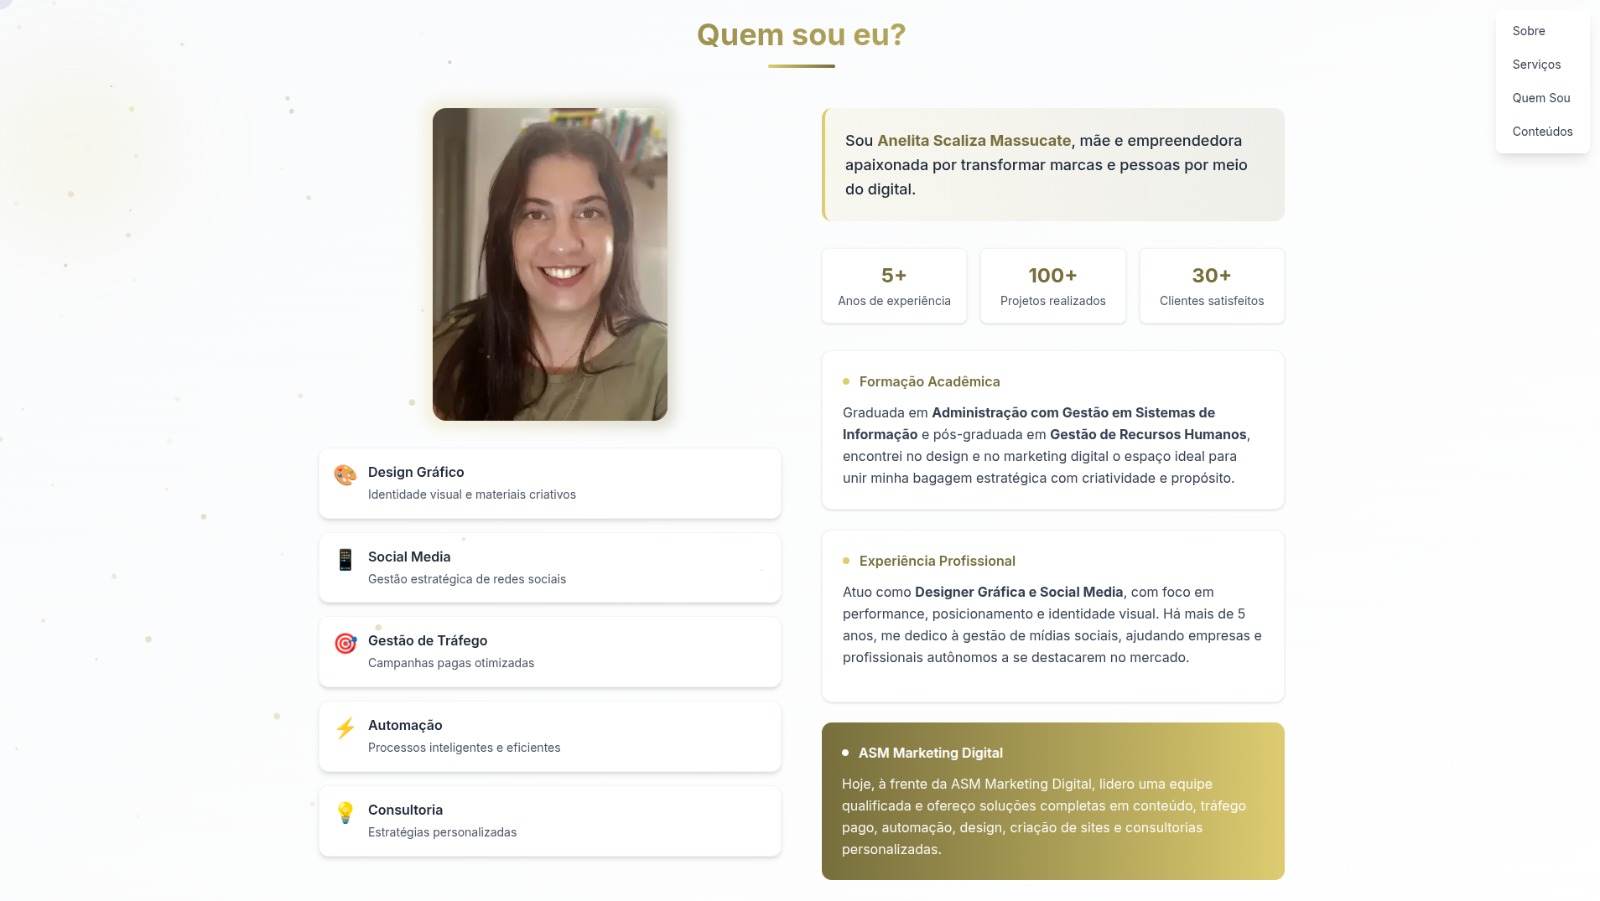 Quem sou eu?
Sobre
Serviços
Quem Sou
Conteúdos
Design Gráfico
Identidade visual e materiais criativos
Social Media
Gestão estratégica de redes sociais
Gestão de Tráfego
Campanhas pagas otimizadas
Automação
Processos inteligentes e eficientes
Consultoria
Estratégias personalizadas
Sou Anelita Scaliza Massucate, mãe e empreendedora
apaixonada por transformar marcas e pessoas por meio
do digital.
5+
Anos de experiência
100+
Projetos realizados
30+
Clientes satisfeitos
Formação Acadêmica
Graduada em Administração com Gestão em Sistemas de
Informação e pós-graduada em Gestão de Recursos Humanos,
encontrei no design e no marketing digital o espaço ideal para
unir minha bagagem estratégica com criatividade e propósito.
Experiência Profissional
Atuo como Designer Gráfica e Social Media, com foco em
performance, posicionamento e identidade visual. Há mais de 5
anos, me dedico à gestão de mídias sociais, ajudando empresas e
profissionais autônomos a se destacarem no mercado.
ASM Marketing Digital
Hoje, à frente da ASM Marketing Digital, lidero uma equipe
qualificada e ofereço soluções completas em conteúdo, tráfego
pago, automação, design, criação de sites e consultorias
personalizadas.